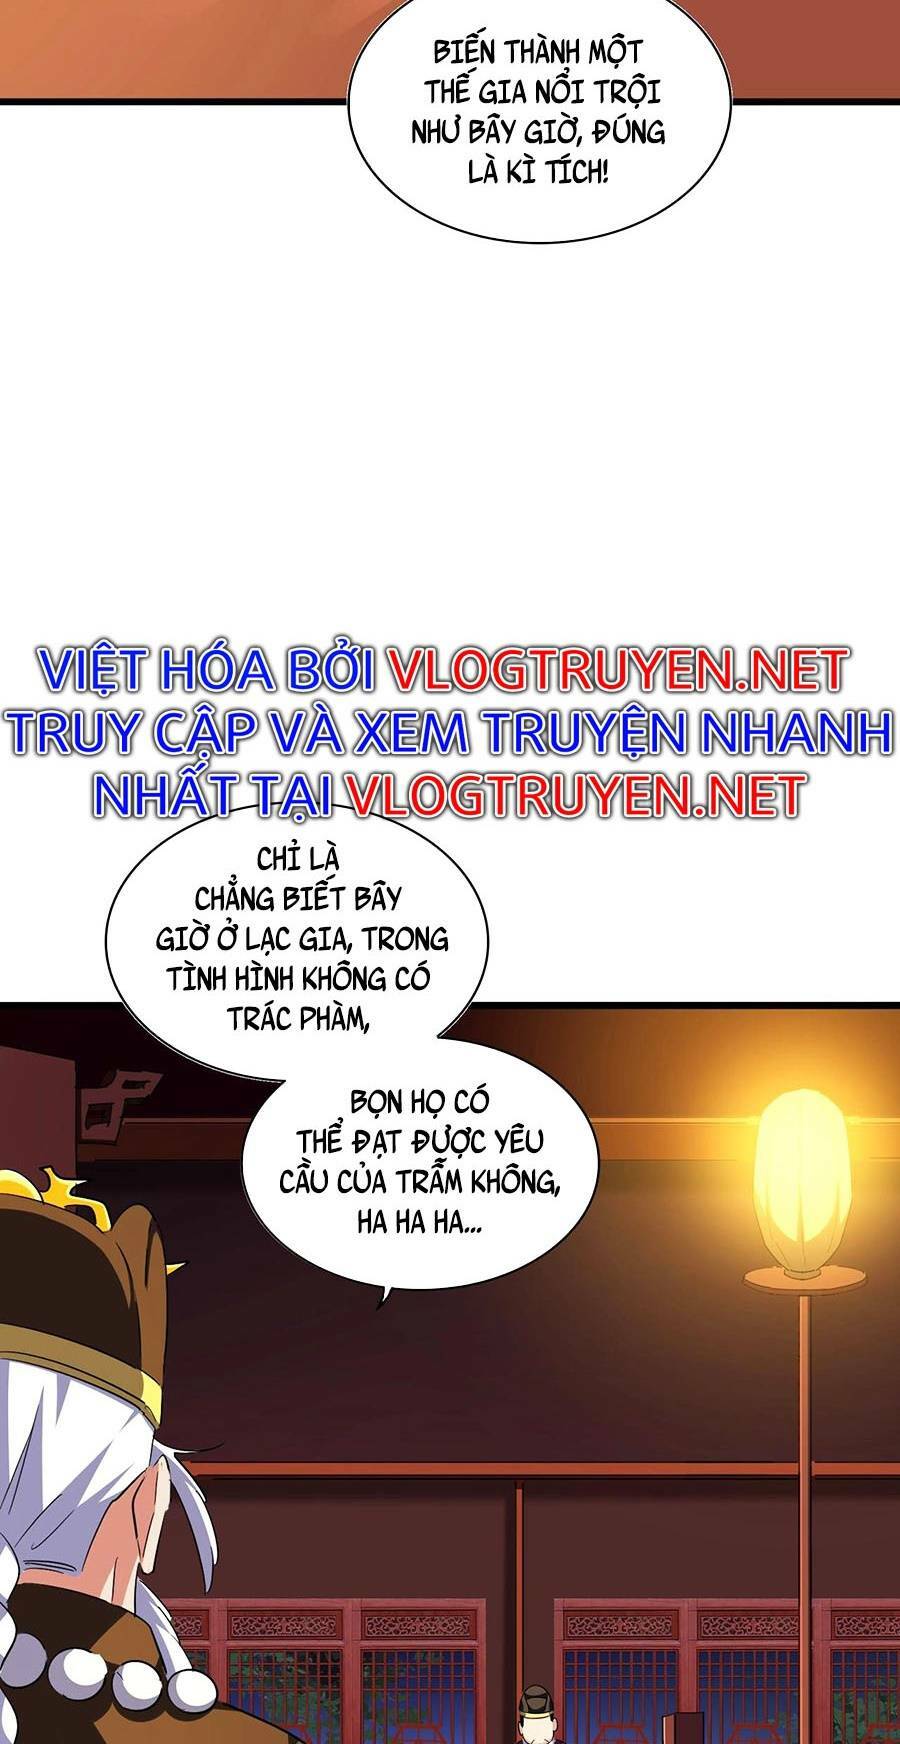 BIẾN THÀNH MỘT
THẾ GIA NỔI TRỘI
NHƯ BÂY GIỜ, ĐÚNG
LÀ KÌ TÍCH!
VIỆT HÓA BỞI VLOGTRUYEN.NET
TRUY CẬP VÀ XEM TRUYỆN NHANH
NHẤT TẠI VLOGTRUYEN.NET
CHỈ LÀ
CHẲNG BIẾT BÂY
GIỜ Ở LẠC GIA, TRONG
TÌNH HÌNH KHÔNG CÓ
TRÁC PHÀM,
BỌN HỌ CÓ
THỂ ĐẠT ĐƯỢC YÊU
CẦU CỦA TRẪM KHÔNG,
HA HA HA...